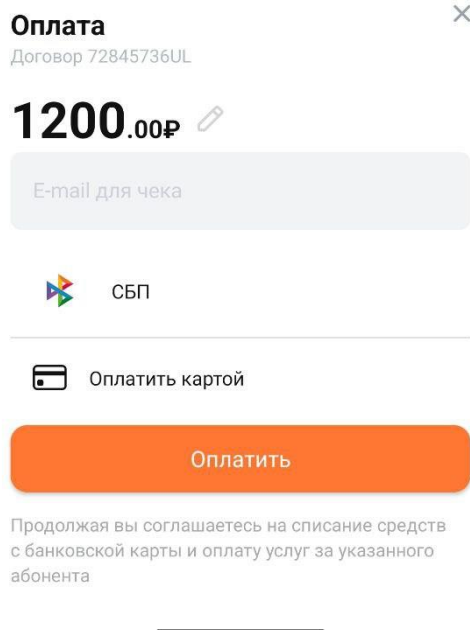 Оплата
Договор 72845736UL
1200.00₽
E-mail для чека
СБП
Оплатить картой
Оплатить
Продолжая вы соглашаетесь на списание средств
с банковской карты и оплату услуг за указанного
абонента